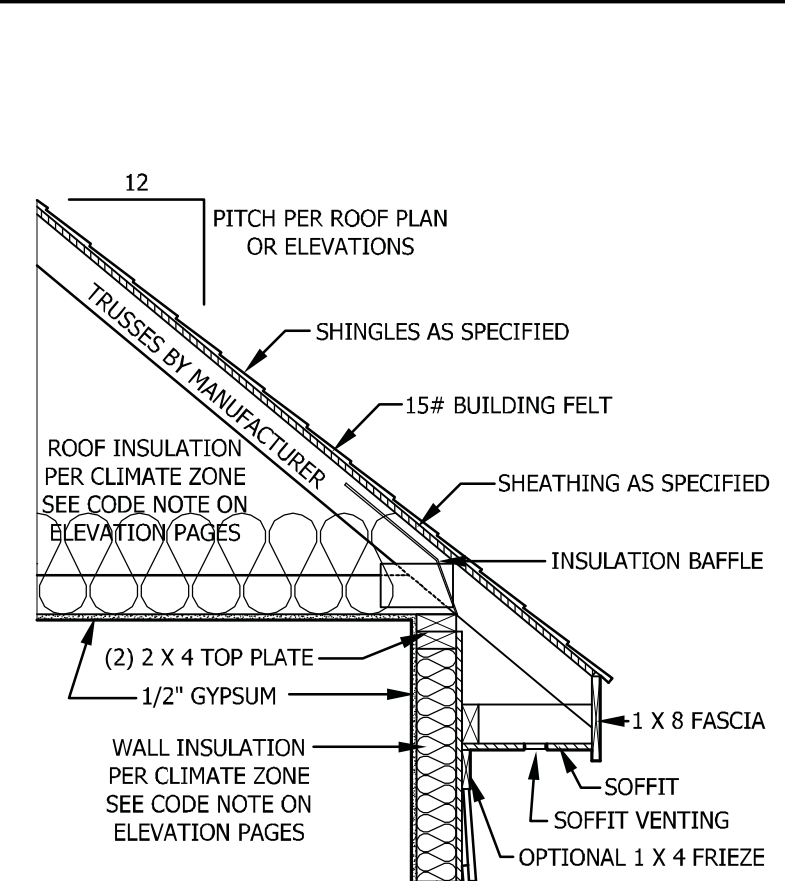 12
PITCH PER ROOF PLAN
OR ELEVATIONS
TRUSSES BY MANUFACTURER
SHINGLES AS SPECIFIED
15# BUILDING FELT
ROOF INSULATION
PER CLIMATE ZONE
SEE CODE NOTE ON
ELEVATION PAGES
SHEATHING AS SPECIFIED
INSULATION BAFFLE
(2) 2 X 4 TOP PLATE
1/2" GYPSUM
1 X 8 FASCIA
WALL INSULATION
PER CLIMATE ZONE
SEE CODE NOTE ON
ELEVATION PAGES
SOFFIT
SOFFIT VENTING
OPTIONAL 1 X 4 FRIEZE